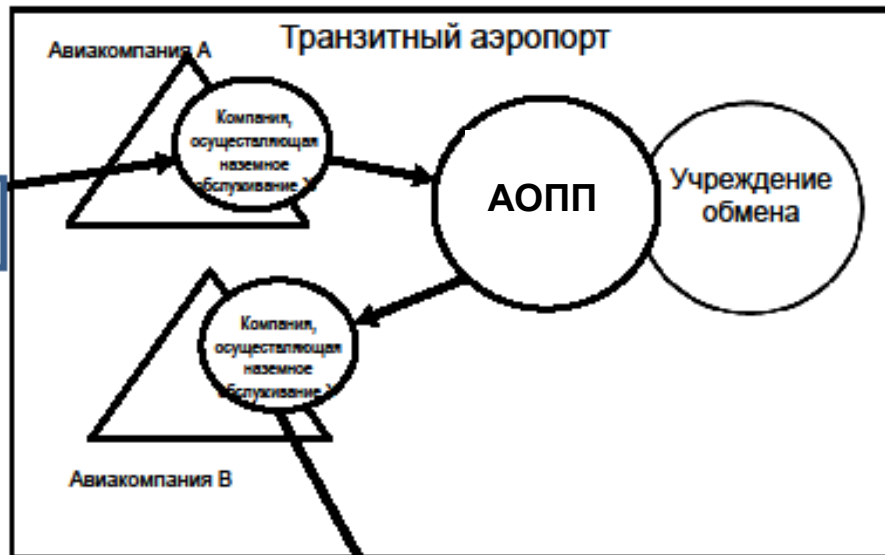 Транзитный аэропорт
Авиакомпания А
Компания,
осуществляющая
наземное
обслуживание
АОПП
Учреждение
обмена
Компания,
осуществляющая
наземное
обслуживание
Авиакомпания В